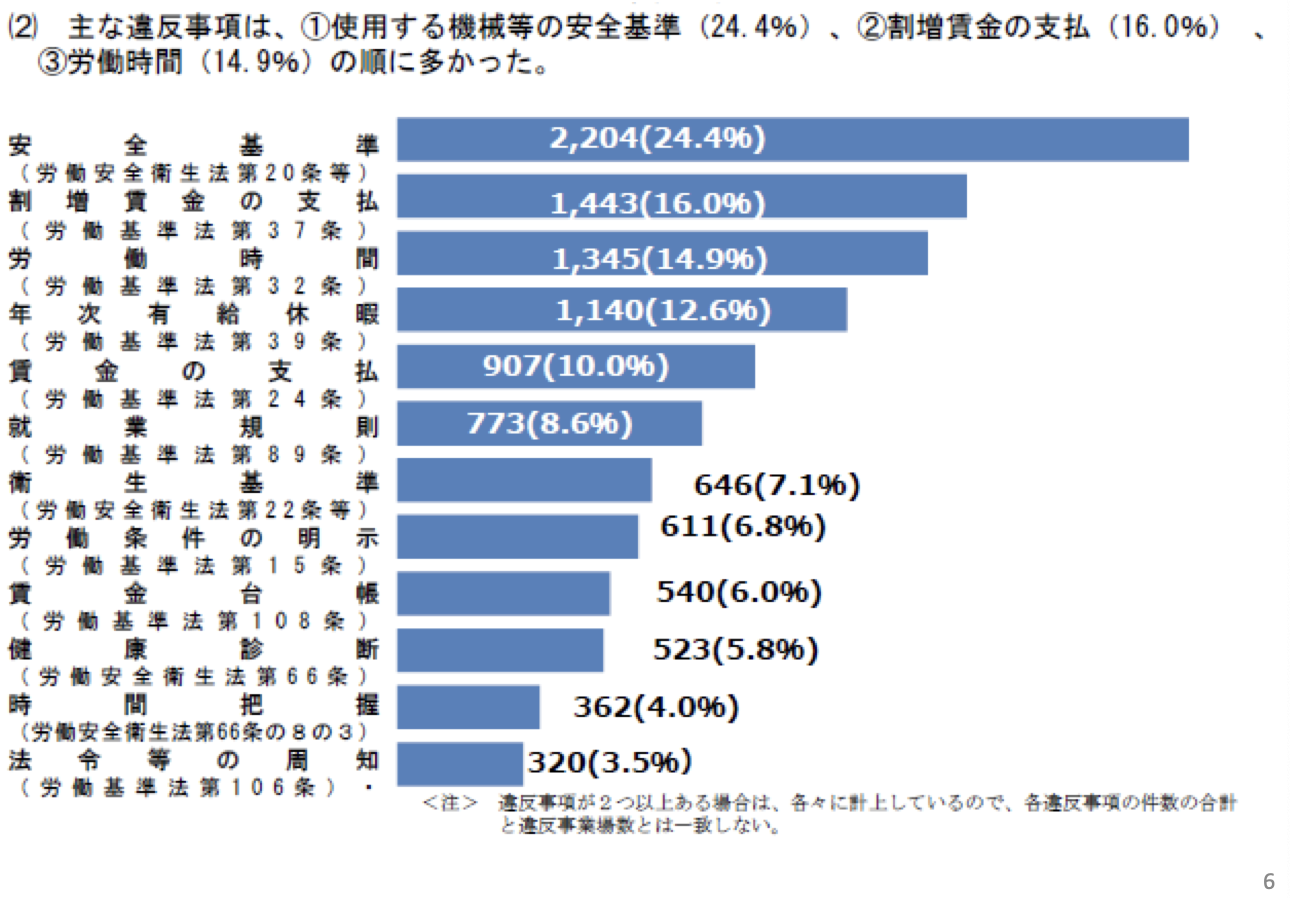 ⑵　主な違反事項は、①使用する機械等の安全基準（24.4%）、②割増賃金の支払（16.0%）　、
③労働時間（14.9%）の順に多かった。
安全基準
2,204(24.4%)
（労働安全衛生法第20条等）
割増賃金の支払
1,443(16.0%)
（労働基準法第37条）
労働時間
1,345(14.9%)
（労働基準法第32条）
年次有給休暇
1,140(12.6%)
（労働基準法第39条）
賃金の支払
907(10.0%)
（労働基準法第24条）
就業規則
773(8.6%)
（労働基準法第89条）
衛生基準
646(7.1%)
（労働安全衛生法第22条等）
労働条件の明示
611(6.8%)
（労働基準法第15条）
賃金台帳
540(6.0%)
（労働基準法第108条）
健康診断
523(5.8%)
（労働安全衛生法第66条）
時間把握
362(4.0%)
（労働安全衛生法第66条の８の３）
法令等の周知
320(3.5%)
（労働基準法第106条）・
＜注＞　違反事項が２つ以上ある場合は、各々に計上しているので、各違反事項の件数の合計
と違反事業場数とは一致しない。
6